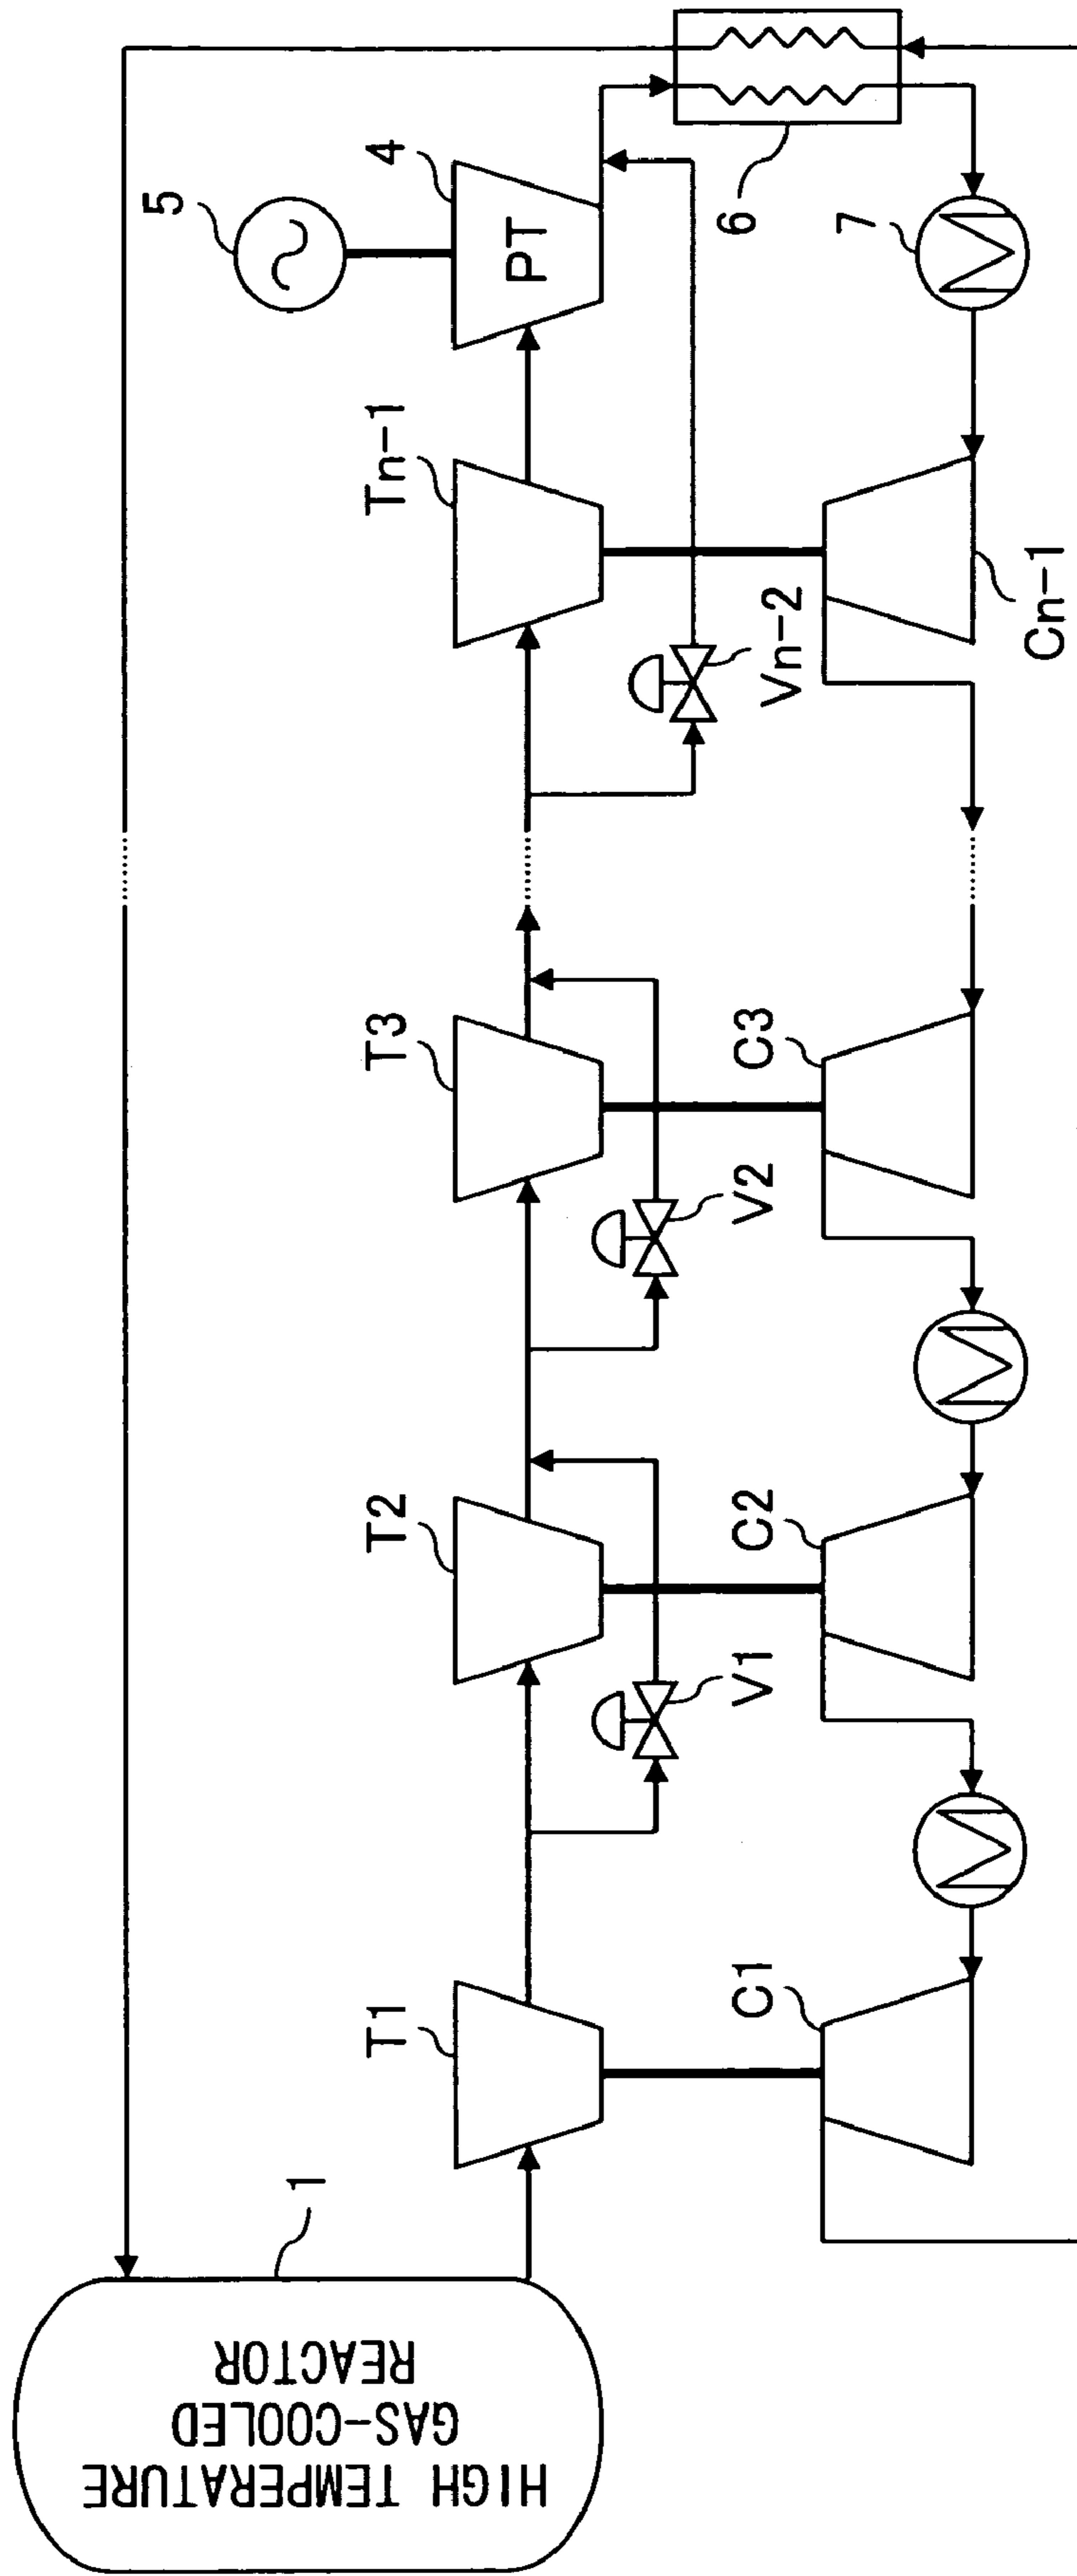 HIGH TEMPERATURE
GAS-COOLED
REACTOR
1
T1
T2
T3
Tn-1
5
4
PT
V1
V2
Vn-2
6
C1
C2
C3
Cn-1
7